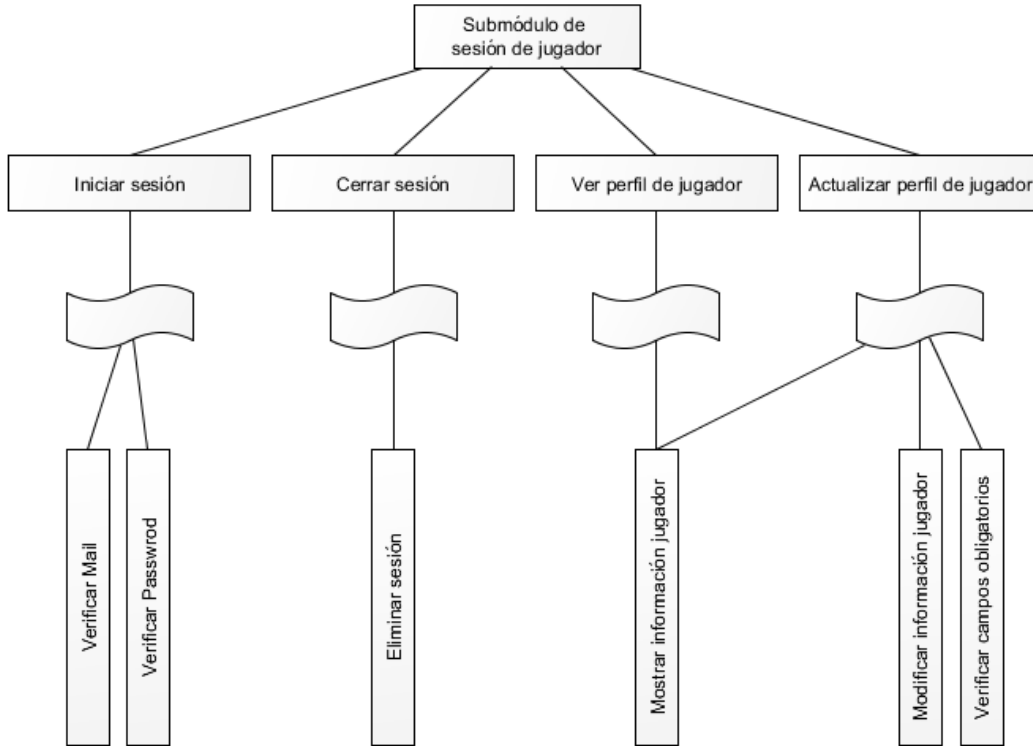 Submódulo de
sesión de jugador
Iniciar sesión
Cerrar sesión
Ver perfil de jugador
Actualizar perfil de jugador
Verificar Mail
Verificar Passwrod
Eliminar sesión
Mostrar información jugador
Modificar información jugador
Verificar campos obligatorios